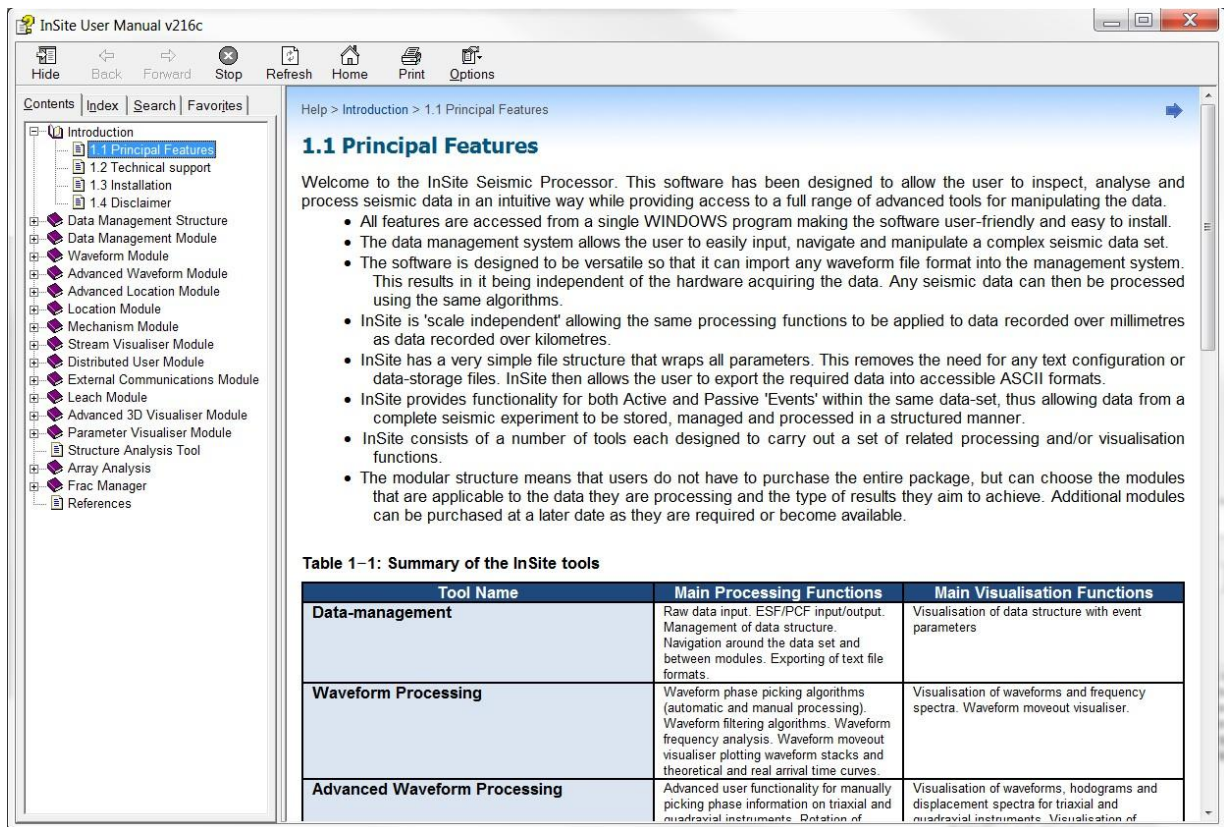 InSite User Manual v216c
Hide Back Forward Stop Refresh Home Print Options
Contents Index Search Favorites
Introduction
1.1 Principal Features
1.2 Technical support
1.3 Installation
1.4 Disclaimer
Data Management Structure
Data Management Module
Waveform Module
Advanced Waveform Module
Advanced Location Module
Location Module
Mechanism Module
Stream Visualiser Module
Distributed User Module
External Communications Module
Leach Module
Advanced 3D Visualiser Module
Parameter Visualiser Module
Structure Analysis Tool
Array Analysis
Frac Manager
References
Help > Introduction > 1.1 Principal Features
1.1 Principal Features
Welcome to the InSite Seismic Processor. This software has been designed to allow the user to inspect, analyse and
process seismic data in an intuitive way while providing access to a full range of advanced tools for manipulating the data.
• All features are accessed from a single WINDOWS program making the software user-friendly and easy to install.
• The data management system allows the user to easily input, navigate and manipulate a complex seismic data set.
• The software is designed to be versatile so that it can import any waveform file format into the management system.
This results in it being independent of the hardware acquiring the data. Any seismic data can then be processed
using the same algorithms.
• InSite is 'scale independent' allowing the same processing functions to be applied to data recorded over millimetres
as data recorded over kilometres.
• InSite has a very simple file structure that wraps all parameters. This removes the need for any text configuration or
data-storage files. InSite then allows the user to export the required data into accessible ASCII formats.
• InSite provides functionality for both Active and Passive 'Events' within the same data-set, thus allowing data from a
complete seismic experiment to be stored, managed and processed in a structured manner.
• InSite consists of a number of tools each designed to carry out a set of related processing and/or visualisation
functions.
• The modular structure means that users do not have to purchase the entire package, but can choose the modules
that are applicable to the data they are processing and the type of results they aim to achieve. Additional modules
can be purchased at a later date as they are required or become available.
Table 1-1: Summary of the InSite tools
Tool Name Main Processing Functions Main Visualisation Functions
Data-management
Raw data input. ESF/PCF input/output.
Management of data structure.
Navigation around the data set and
between modules. Exporting of text file
formats.
Visualisation of data structure with event
parameters
Waveform Processing
Waveform phase picking algorithms
(automatic and manual processing).
Waveform filtering algorithms. Waveform
frequency analysis. Waveform moveout
visualiser plotting waveform stacks and
theoretical and real arrival time curves.
Visualisation of waveforms and frequency
spectra. Waveform moveout visualiser.
Advanced Waveform Processing
Advanced user functionality for manually
picking phase information on triaxial and
quadraxial instruments. Rotation of
Visualisation of waveforms, hodograms and
displacement spectra for triaxial and
quadraxial instruments. Visualisation of